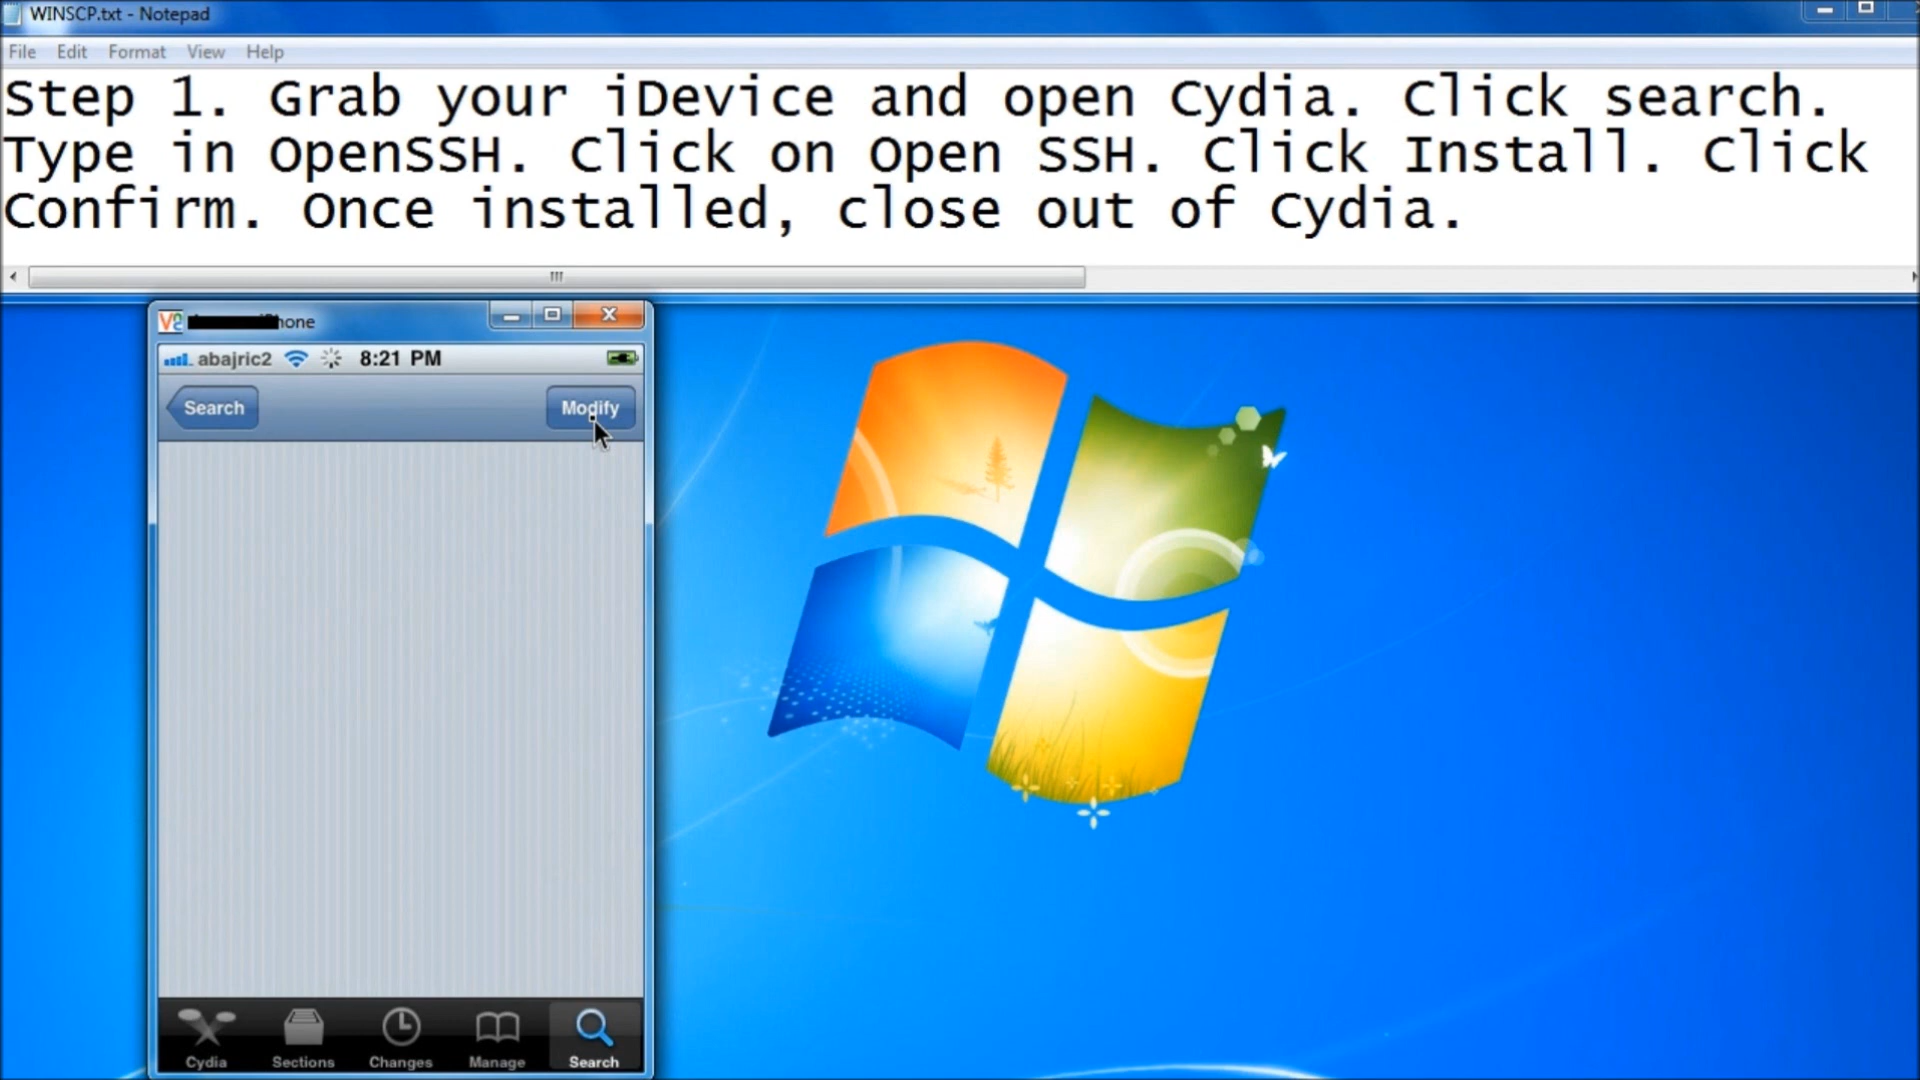 WINSCP.txt - Notepad
File Edit Format View Help
Step 1. Grab your iDevice and open Cydia. Click search.
Type in OpenSSH. Click on Open SSH. Click Install. Click
Confirm. Once installed, close out of Cydia.
hone
abajric2 8:21 PM
Search Modify
Cydia Sections Changes Manage Search